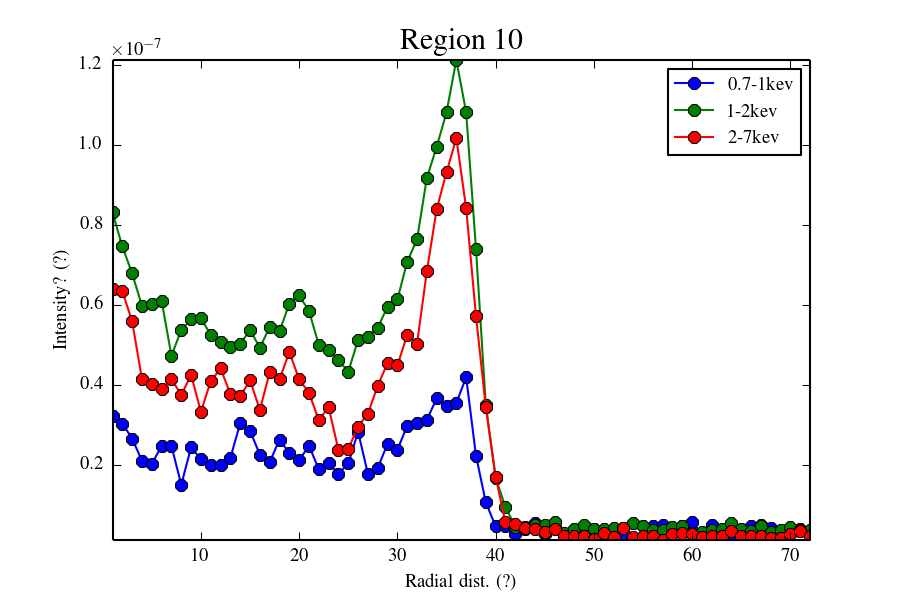 Region 10
×10⁻⁷
1.2
1.0
0.8
0.6
0.4
0.2
Intensity? (?)
0.7-1kev
1-2kev
2-7kev
10 20 30 40 50 60 70
Radial dist. (?)